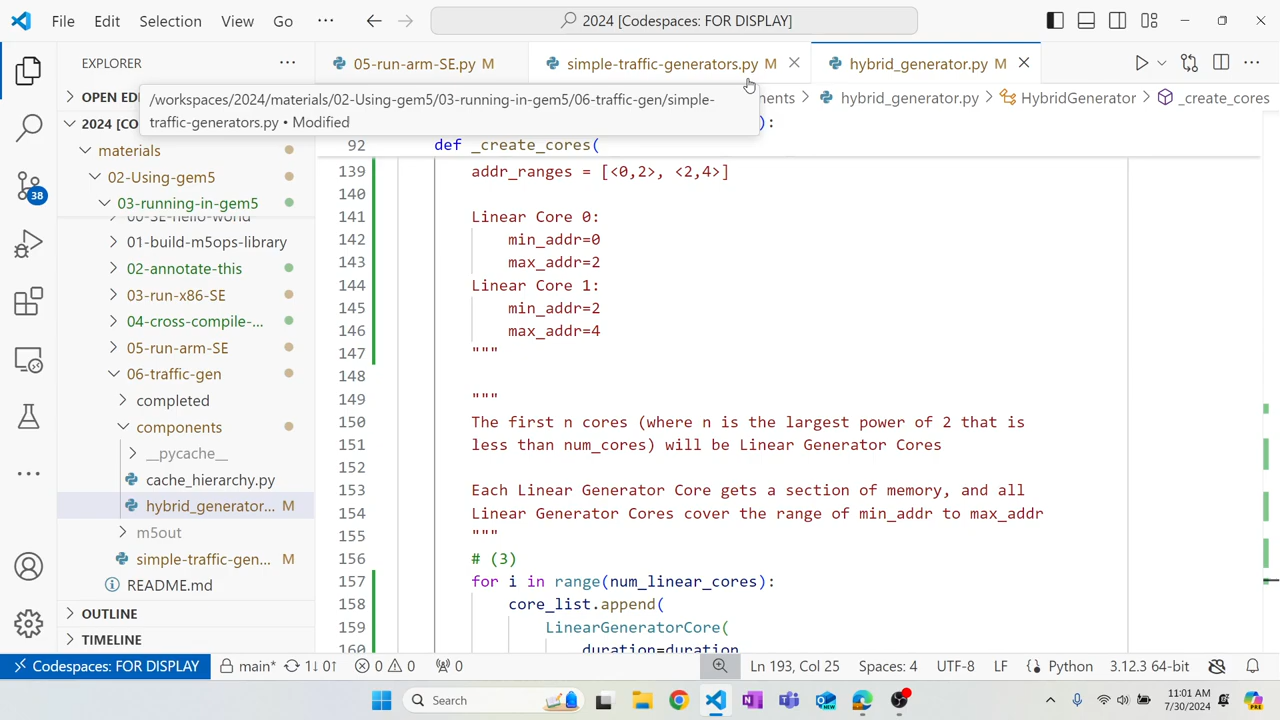 File Edit Selection View Go ··· 2024 [Codespaces: FOR DISPLAY]
EXPLORER
05-run-arm-SE.py M
simple-traffic-generators.py M
hybrid_generator.py M
OPEN EDI
2024 [CO
/workspaces/2024/materials/02-Using-gem5/03-running-in-gem5/06-traffic-gen/simple-
traffic-generators.py • Modified
nents > hybrid_generator.py > HybridGenerator > _create_cores
):
materials
02-Using-gem5
03-running-in-gem5
00-SE-hello-world
01-build-m5ops-library
02-annotate-this
03-run-x86-SE
04-cross-compile-...
05-run-arm-SE
06-traffic-gen
completed
components
__pycache__
cache_hierarchy.py
hybrid_generator... M
m5out
simple-traffic-gen... M
README.md
OUTLINE
TIMELINE
38
92 def _create_cores(
139 addr_ranges = [<0,2>, <2,4>]
140
141 Linear Core 0:
142 min_addr=0
143 max_addr=2
144 Linear Core 1:
145 min_addr=2
146 max_addr=4
147 """
148
149 """
150 The first n cores (where n is the largest power of 2 that is
151 less than num_cores) will be Linear Generator Cores
152
153 Each Linear Generator Core gets a section of memory, and all
154 Linear Generator Cores cover the range of min_addr to max_addr
155 """
156 # (3)
157 for i in range(num_linear_cores):
158 core_list.append(
159 LinearGeneratorCore(
160 duration=duration
Codespaces: FOR DISPLAY main* 1↓ 0↑ 0 0 0 Ln 193, Col 25 Spaces: 4 UTF-8 LF Python 3.12.3 64-bit
Search
11:01 AM
7/30/2024